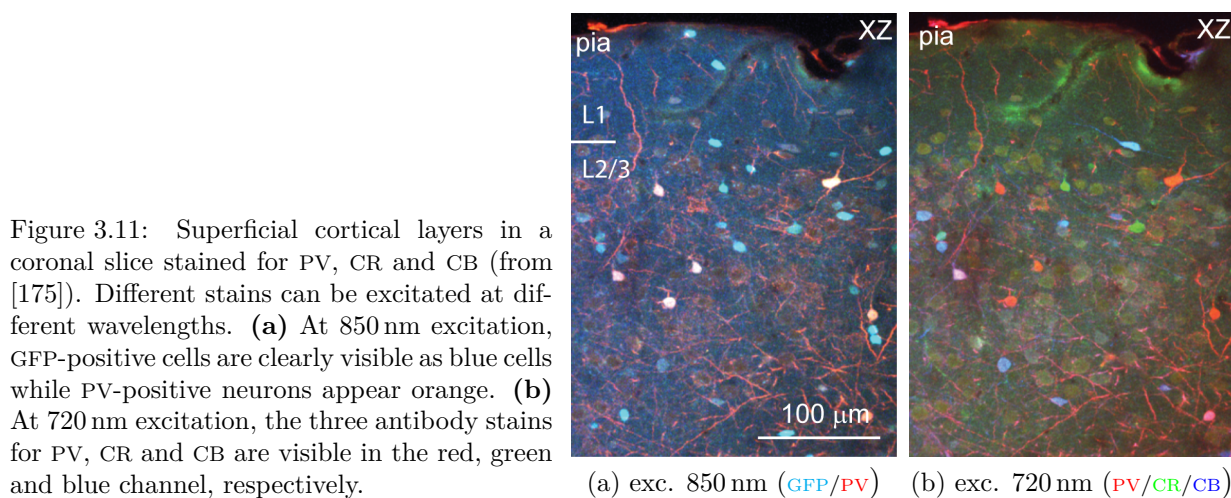 Figure 3.11: Superficial cortical layers in a
coronal slice stained for PV, CR and CB (from
[175]). Different stains can be excitated at dif-
ferent wavelengths. (a) At 850 nm excitation,
GFP-positive cells are clearly visible as blue cells
while PV-positive neurons appear orange. (b)
At 720 nm excitation, the three antibody stains
for PV, CR and CB are visible in the red, green
and blue channel, respectively.
pia
XZ
L1
L2/3
100 μm
(a) exc. 850 nm (GFP/PV)
pia
XZ
(b) exc. 720 nm (PV/CR/CB)